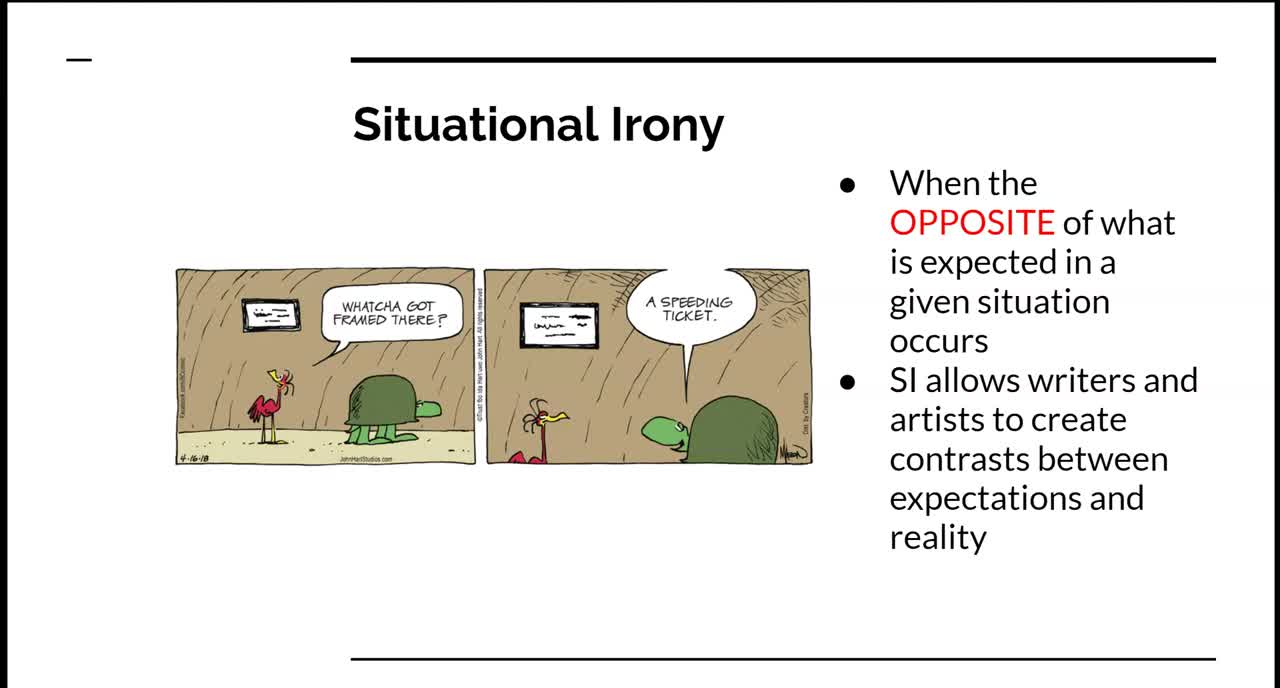 Situational Irony
WHATCHA GOT
FRAMED THERE?
4-16-18
JohnHartStudios.com
A SPEEDING
TICKET.
● When the
OPPOSITE of what
is expected in a
given situation
occurs
● SI allows writers and
artists to create
contrasts between
expectations and
reality